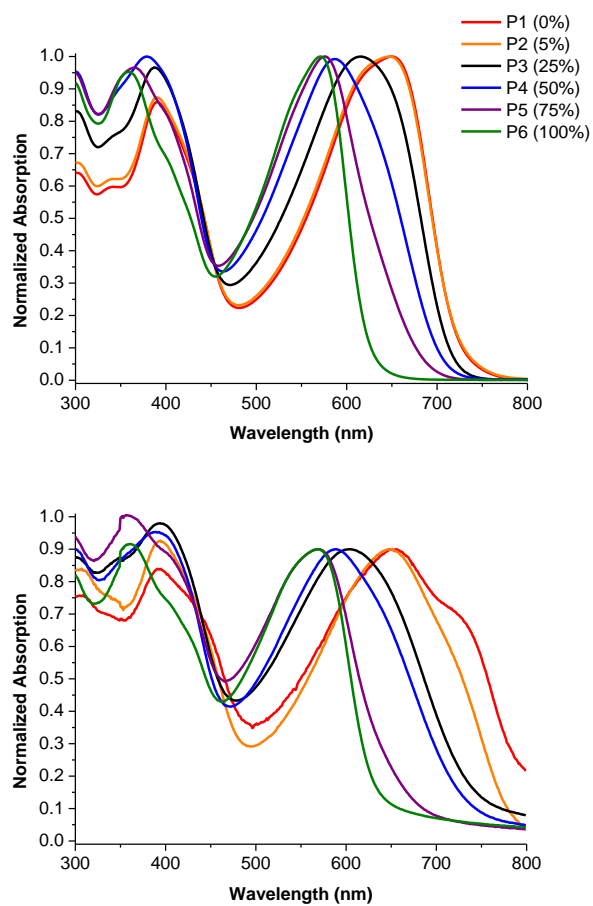 P1 (0%)
P2 (5%)
P3 (25%)
P4 (50%)
P5 (75%)
P6 (100%)
1.0
0.9
0.8
0.7
0.6
0.5
0.4
0.3
0.2
0.1
0.0
Normalized Absorption
300 400 500 600 700 800
Wavelength (nm)
1.0
0.9
0.8
0.7
0.6
0.5
0.4
0.3
0.2
0.1
0.0
Normalized Absorption
300 400 500 600 700 800
Wavelength (nm)